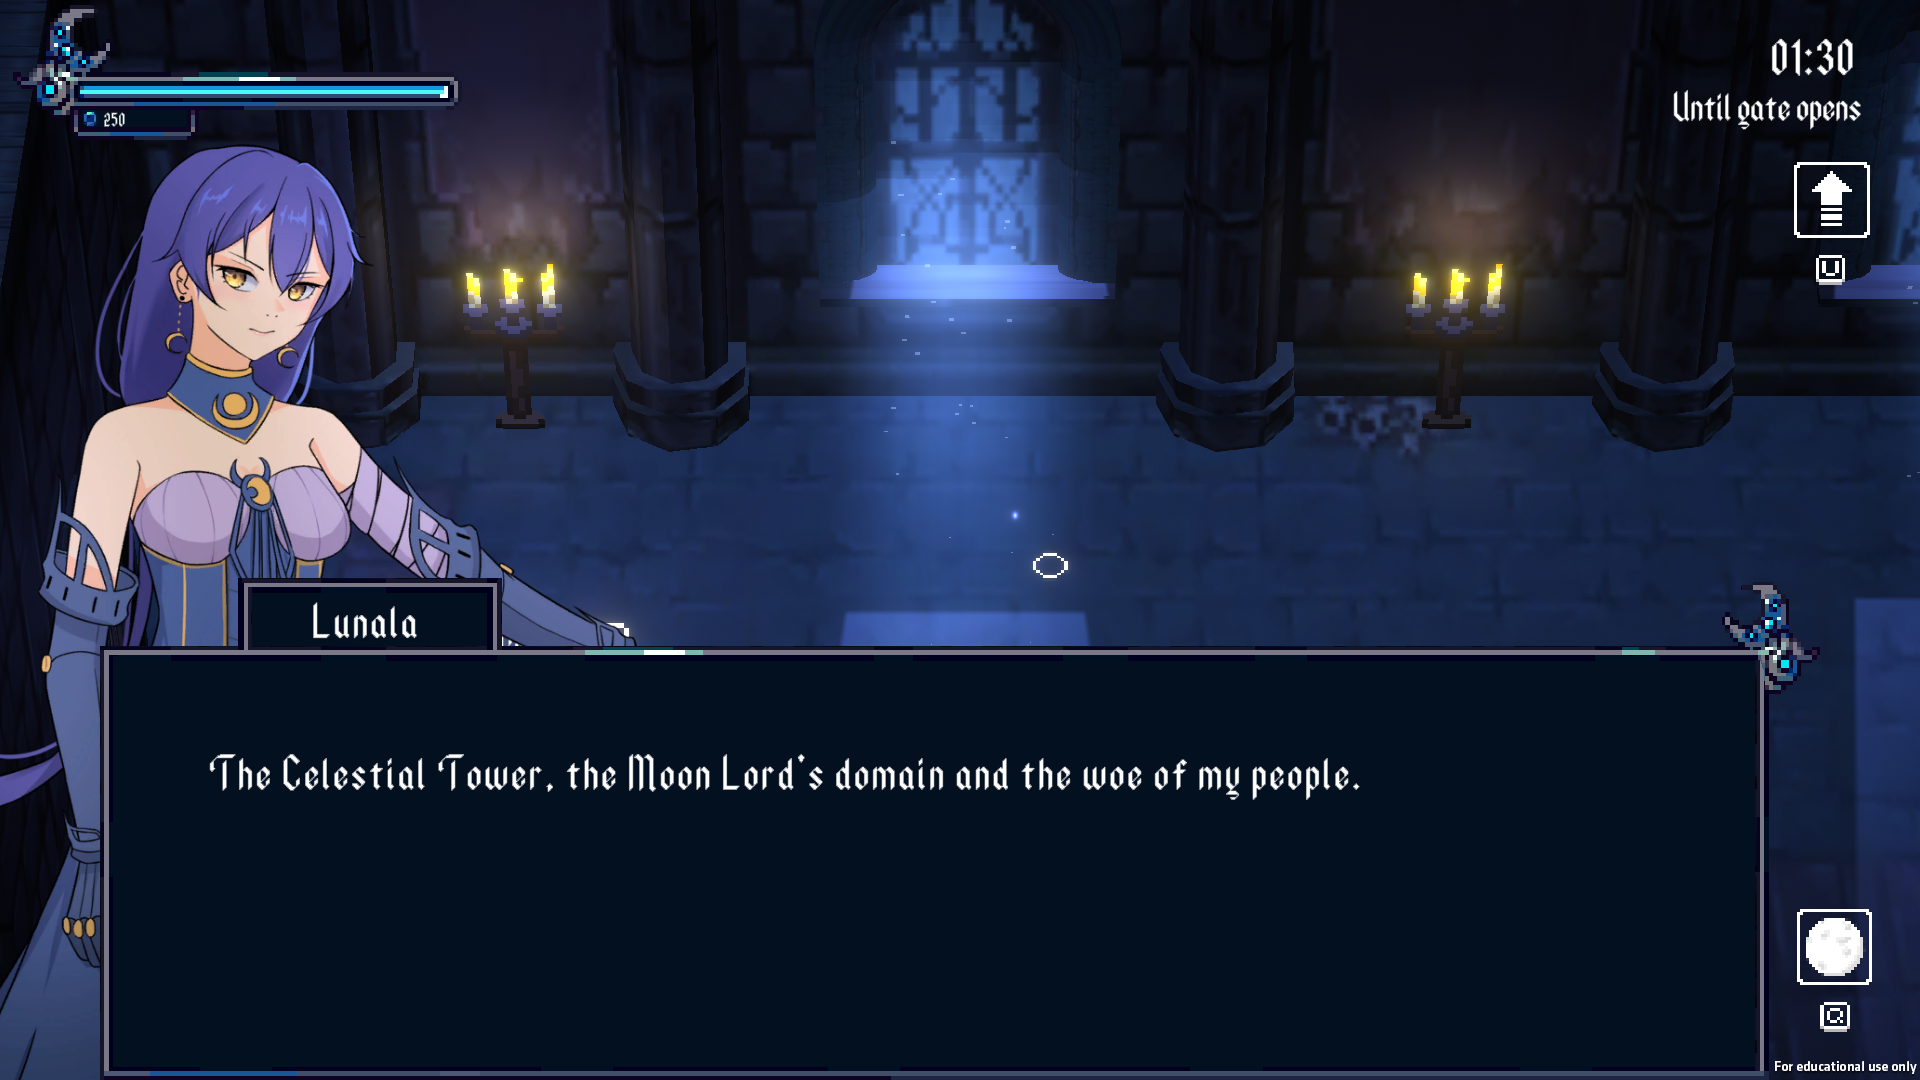 01:30
Until gate opens
250
U
Lunala
The Celestial Tower, the Moon Lord's domain and the woe of my people.
Q
For educational use only